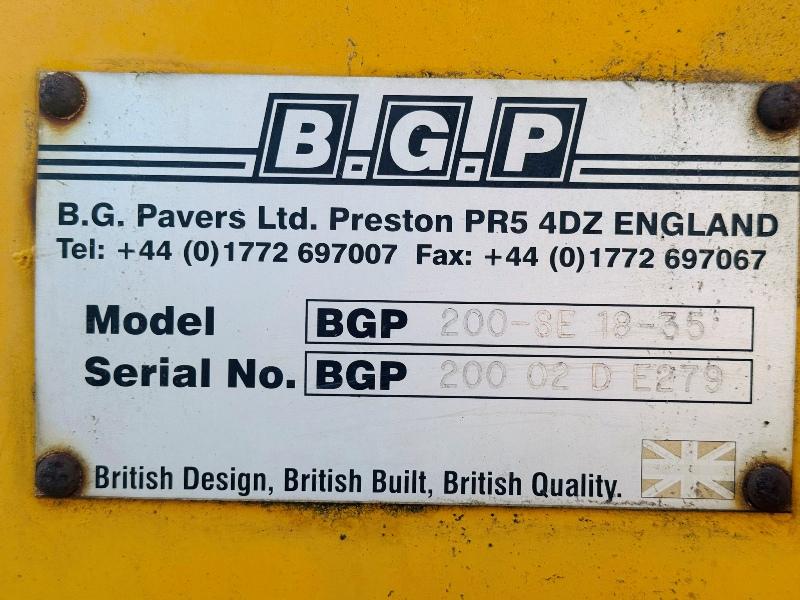 B.G.P
B.G. Pavers Ltd. Preston PR5 4DZ ENGLAND
Tel: +44 (0)1772 697007 Fax: +44 (0)1772 697067
Model BGP 200-SE 18-35
Serial No. BGP 200 02 D E279
British Design, British Built, British Quality.